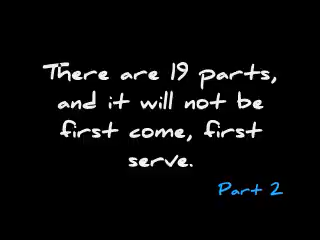 There are 19 parts,
and it will not be
first come, first
serve.
Part 2